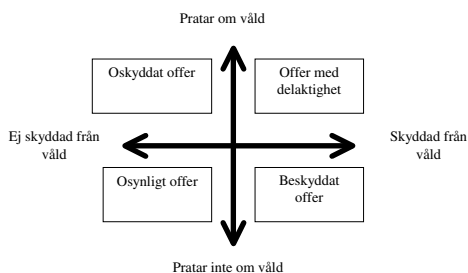 Pratar om våld
Oskyddat offer
Offer med
delaktighet
Ej skyddad från
våld
Skyddad från
våld
Osynligt offer
Beskyddat
offer
Pratar inte om våld